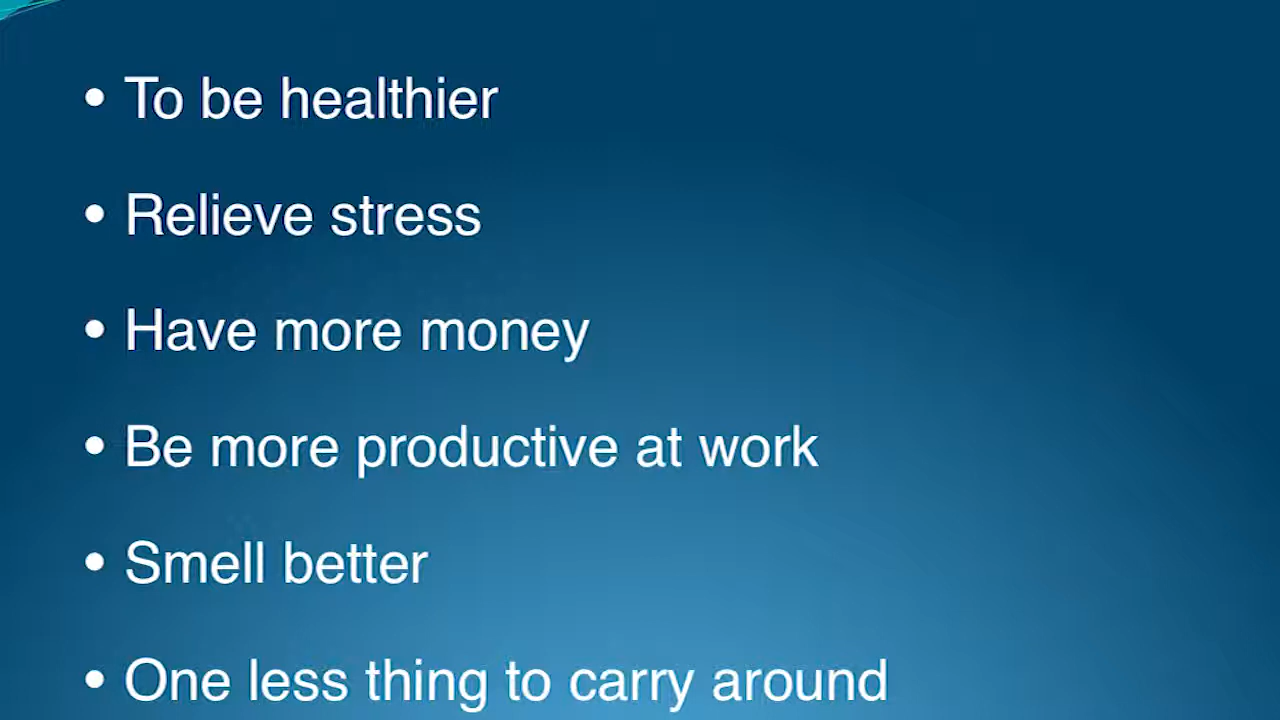 • To be healthier
• Relieve stress
• Have more money
• Be more productive at work
• Smell better
• One less thing to carry around